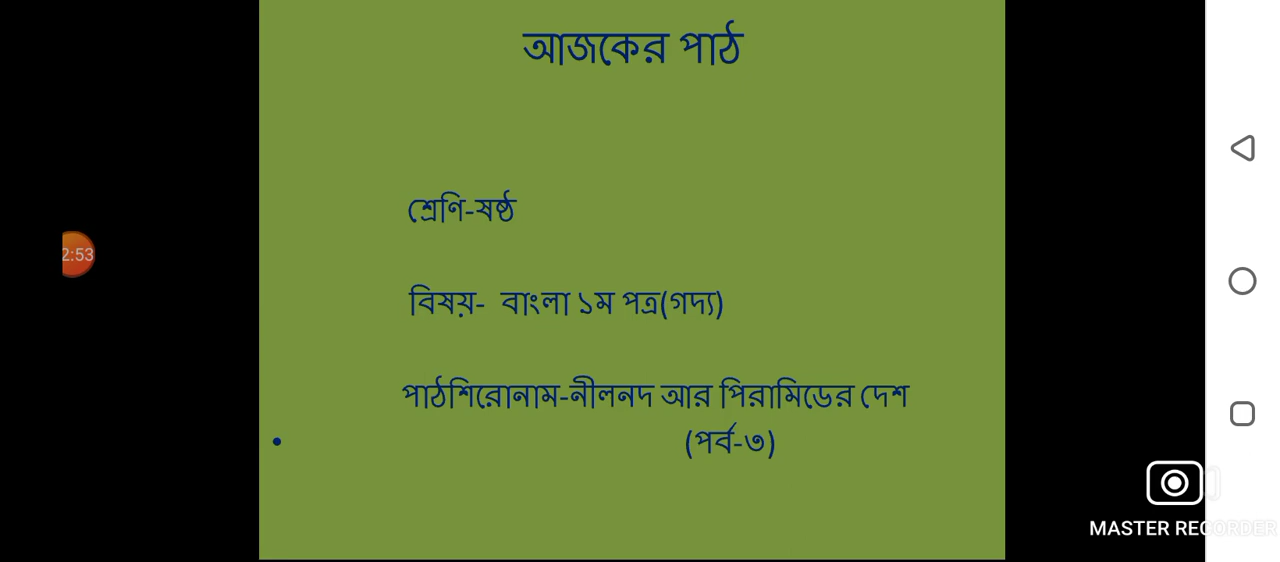 আজকের পাঠ
শ্রেণি-ষষ্ঠ
2:53
বিষয়- বাংলা ১ম পত্র(গদ্য)
পাঠশিরোনাম-নীলনদ আর পিরামিডের দেশ
(পর্ব-৩)
MASTER RECORDER